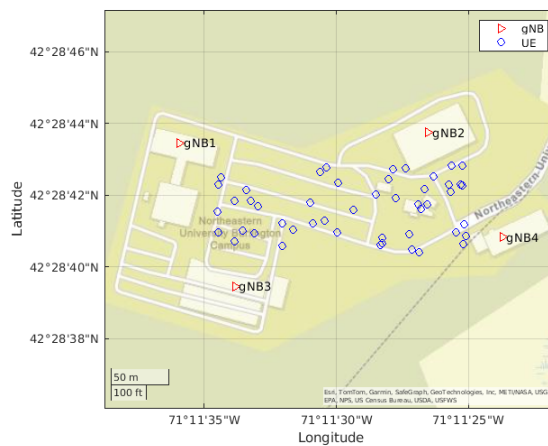 gNB
UE
42°28'46"N
42°28'44"N
42°28'42"N
42°28'40"N
42°28'38"N
Latitude
gNB1
gNB2
gNB3
gNB4
Northeastern
University Burlington
Campus
Northeastern Univ
50 m
100 ft
Esri, TomTom, Garmin, SafeGraph, GeoTechnologies, Inc, METI/NASA, USG
EPA, NPS, US Census Bureau, USDA, USFWS
71°11'35"W
71°11'30"W
71°11'25"W
Longitude